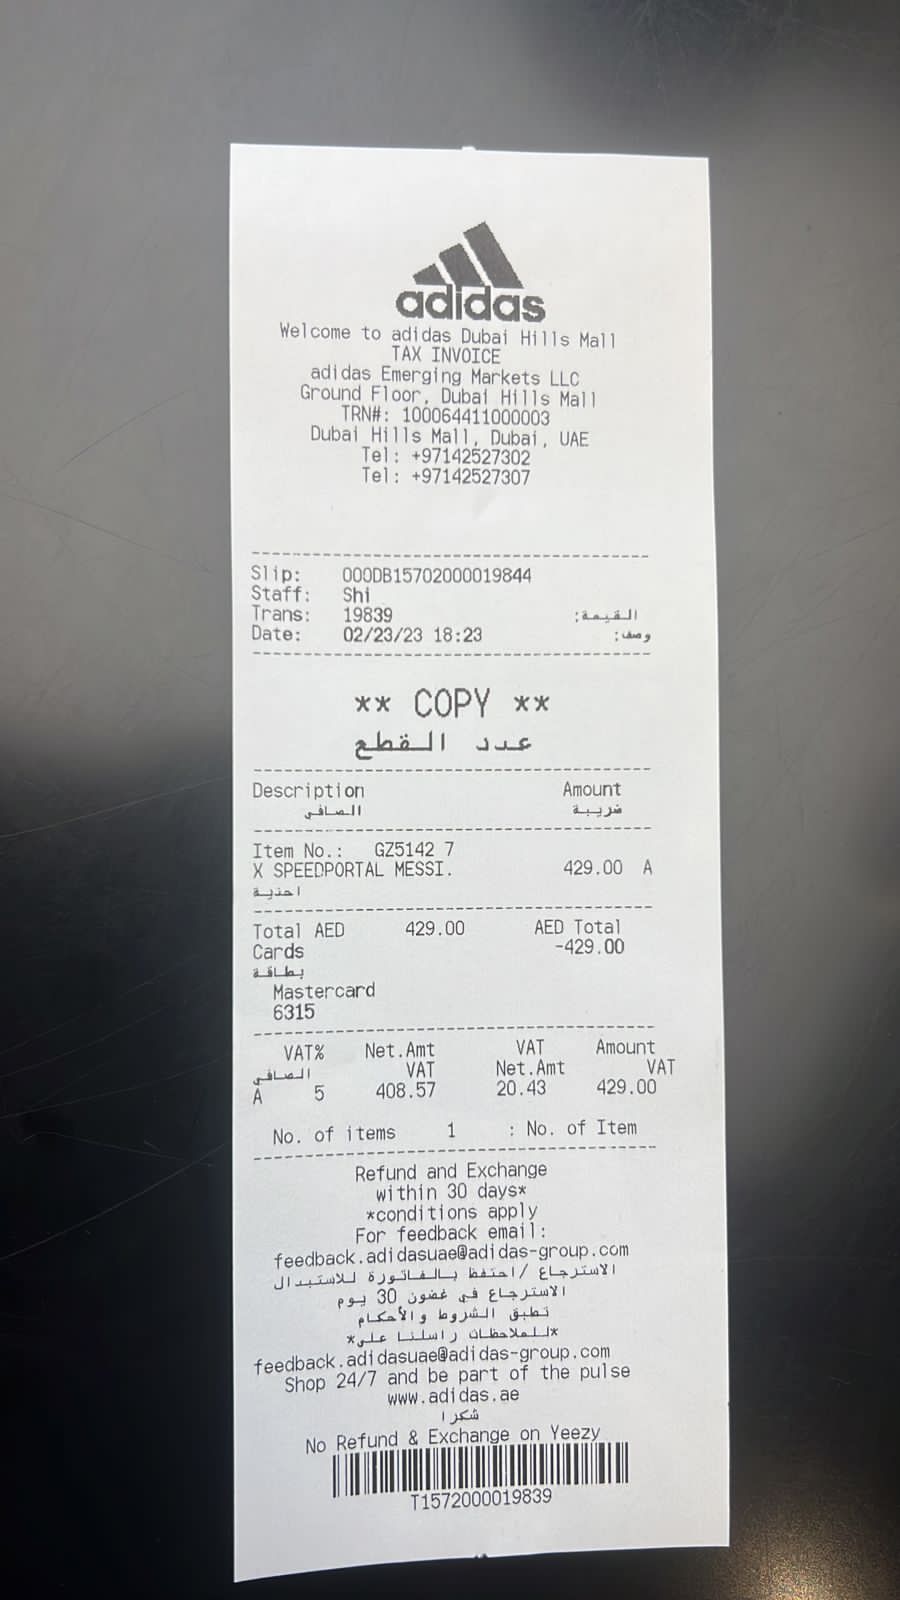 adidas
Welcome to adidas Dubai Hills Mall
TAX INVOICE
adidas Emerging Markets LLC
Ground Floor, Dubai Hills Mall
TRN#: 100064411000003
Dubai Hills Mall, Dubai, UAE
Tel: +97142527302
Tel: +97142527307
Slip: 000DB15702000019844
Staff: Shi
Trans: 19839 القيمة:
Date: 02/23/23 18:23 وصف:
** COPY **
عدد القطع
Description Amount
الصافي ضريبة
Item No.: GZ5142 7
X SPEEDPORTAL MESSI. 429.00 A
احذية
Total AED 429.00 AED Total
Cards -429.00
بطاقة
Mastercard
6315
VAT% Net.Amt VAT Amount
الصافي VAT Net.Amt VAT
A 5 408.57 20.43 429.00
No. of items 1 : No. of Item
Refund and Exchange
within 30 days*
*conditions apply
For feedback email:
feedback.adidasuae@adidas-group.com
الاسترجاع /احتفظ بالفاتورة للاستبدال
الاسترجاع في غضون 30 يوم
تطبق الشروط والأحكام
*للملاحظات راسلنا على*
feedback.adidasuae@adidas-group.com
Shop 24/7 and be part of the pulse
www.adidas.ae
شكرا
No Refund & Exchange on Yeezy
T1572000019839